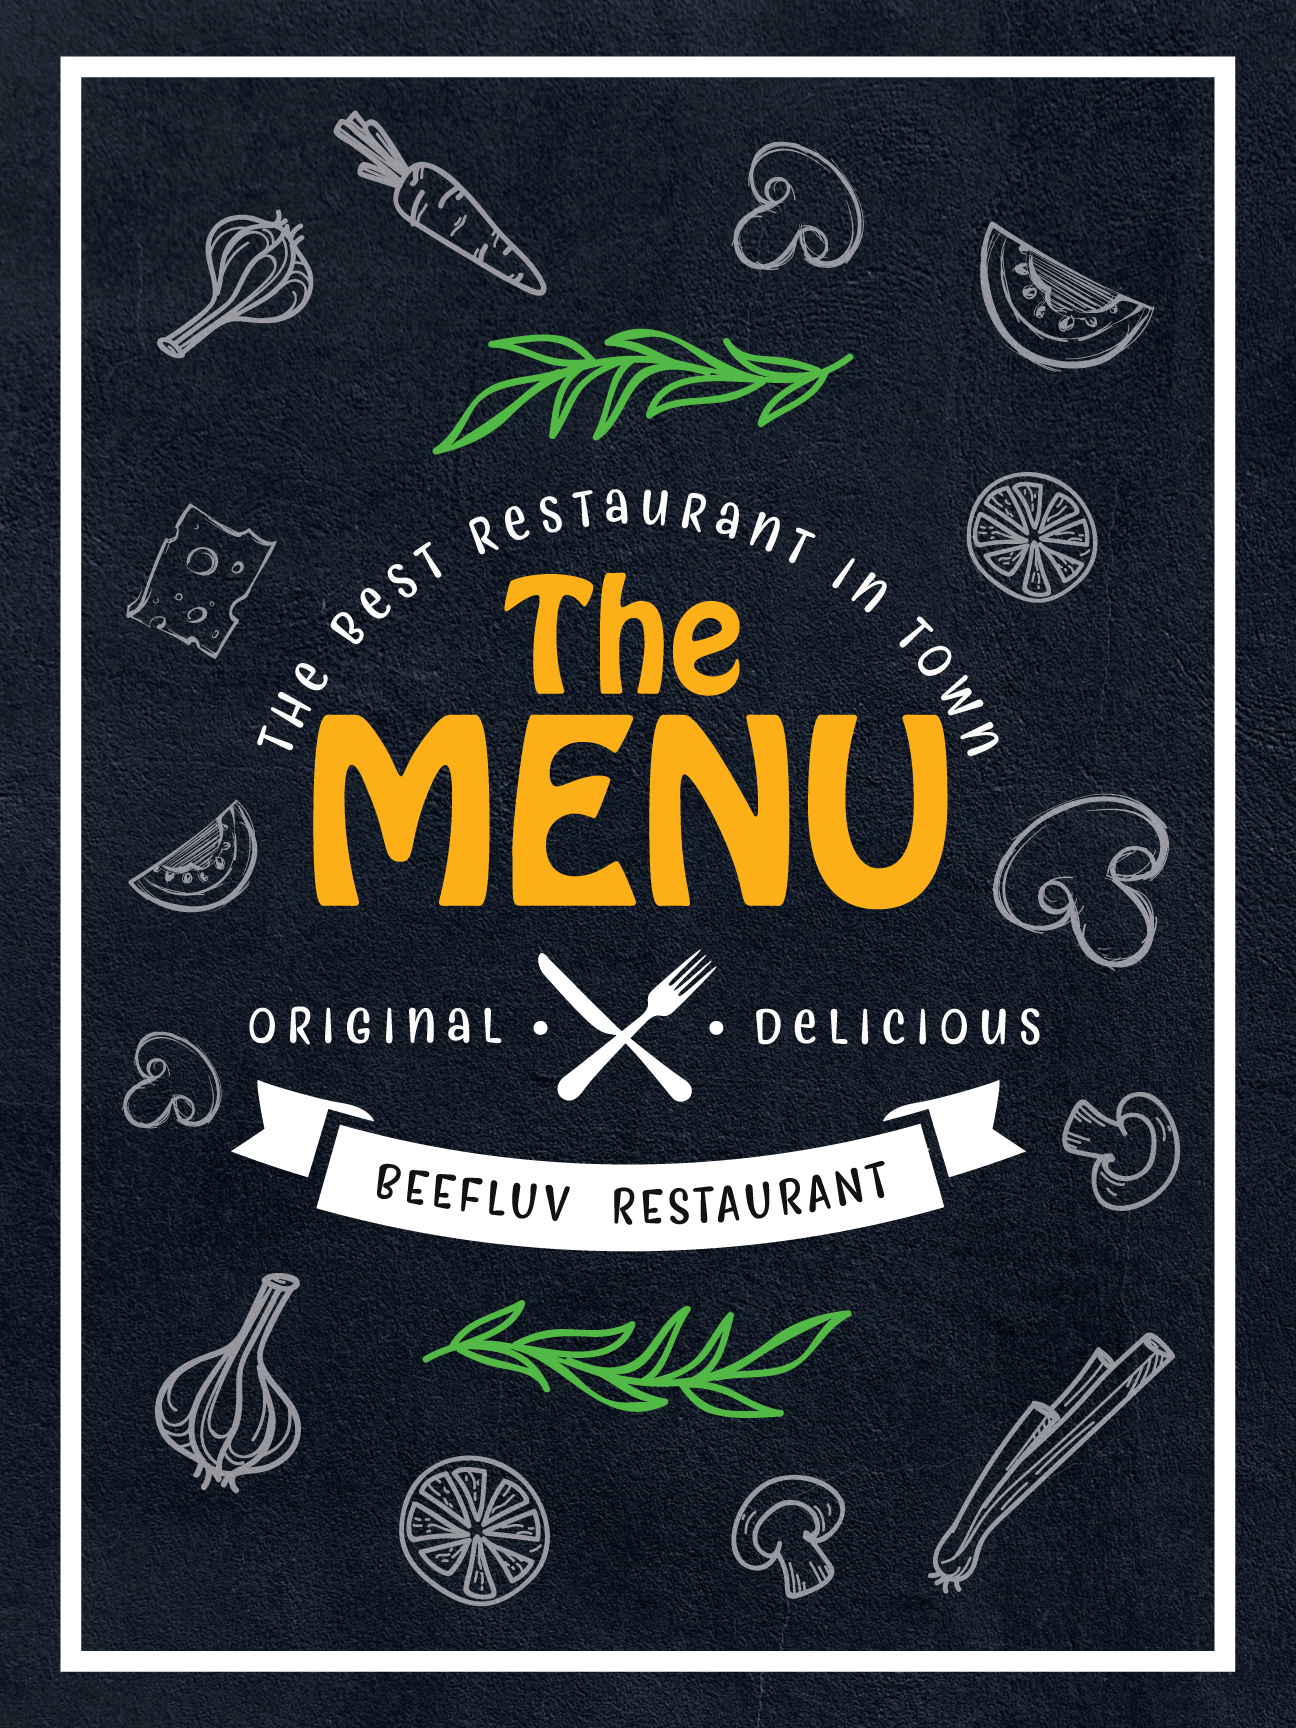 THE BEST RESTAURANT IN TOWN
The
MENU
ORIGINAL • DELICIOUS
BEEFLUV RESTAURANT